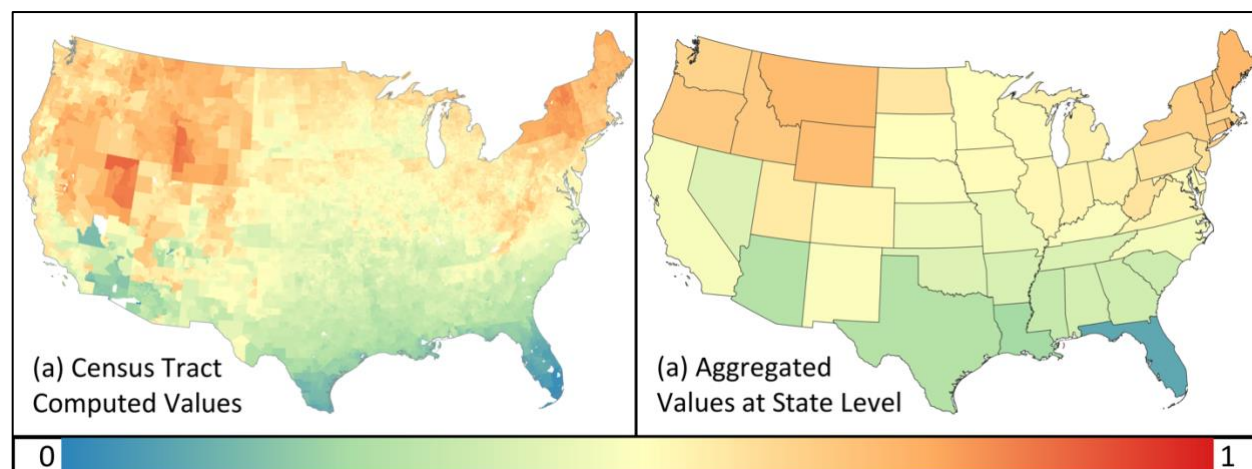 (a) Census Tract
Computed Values
(a) Aggregated
Values at State Level
0
1